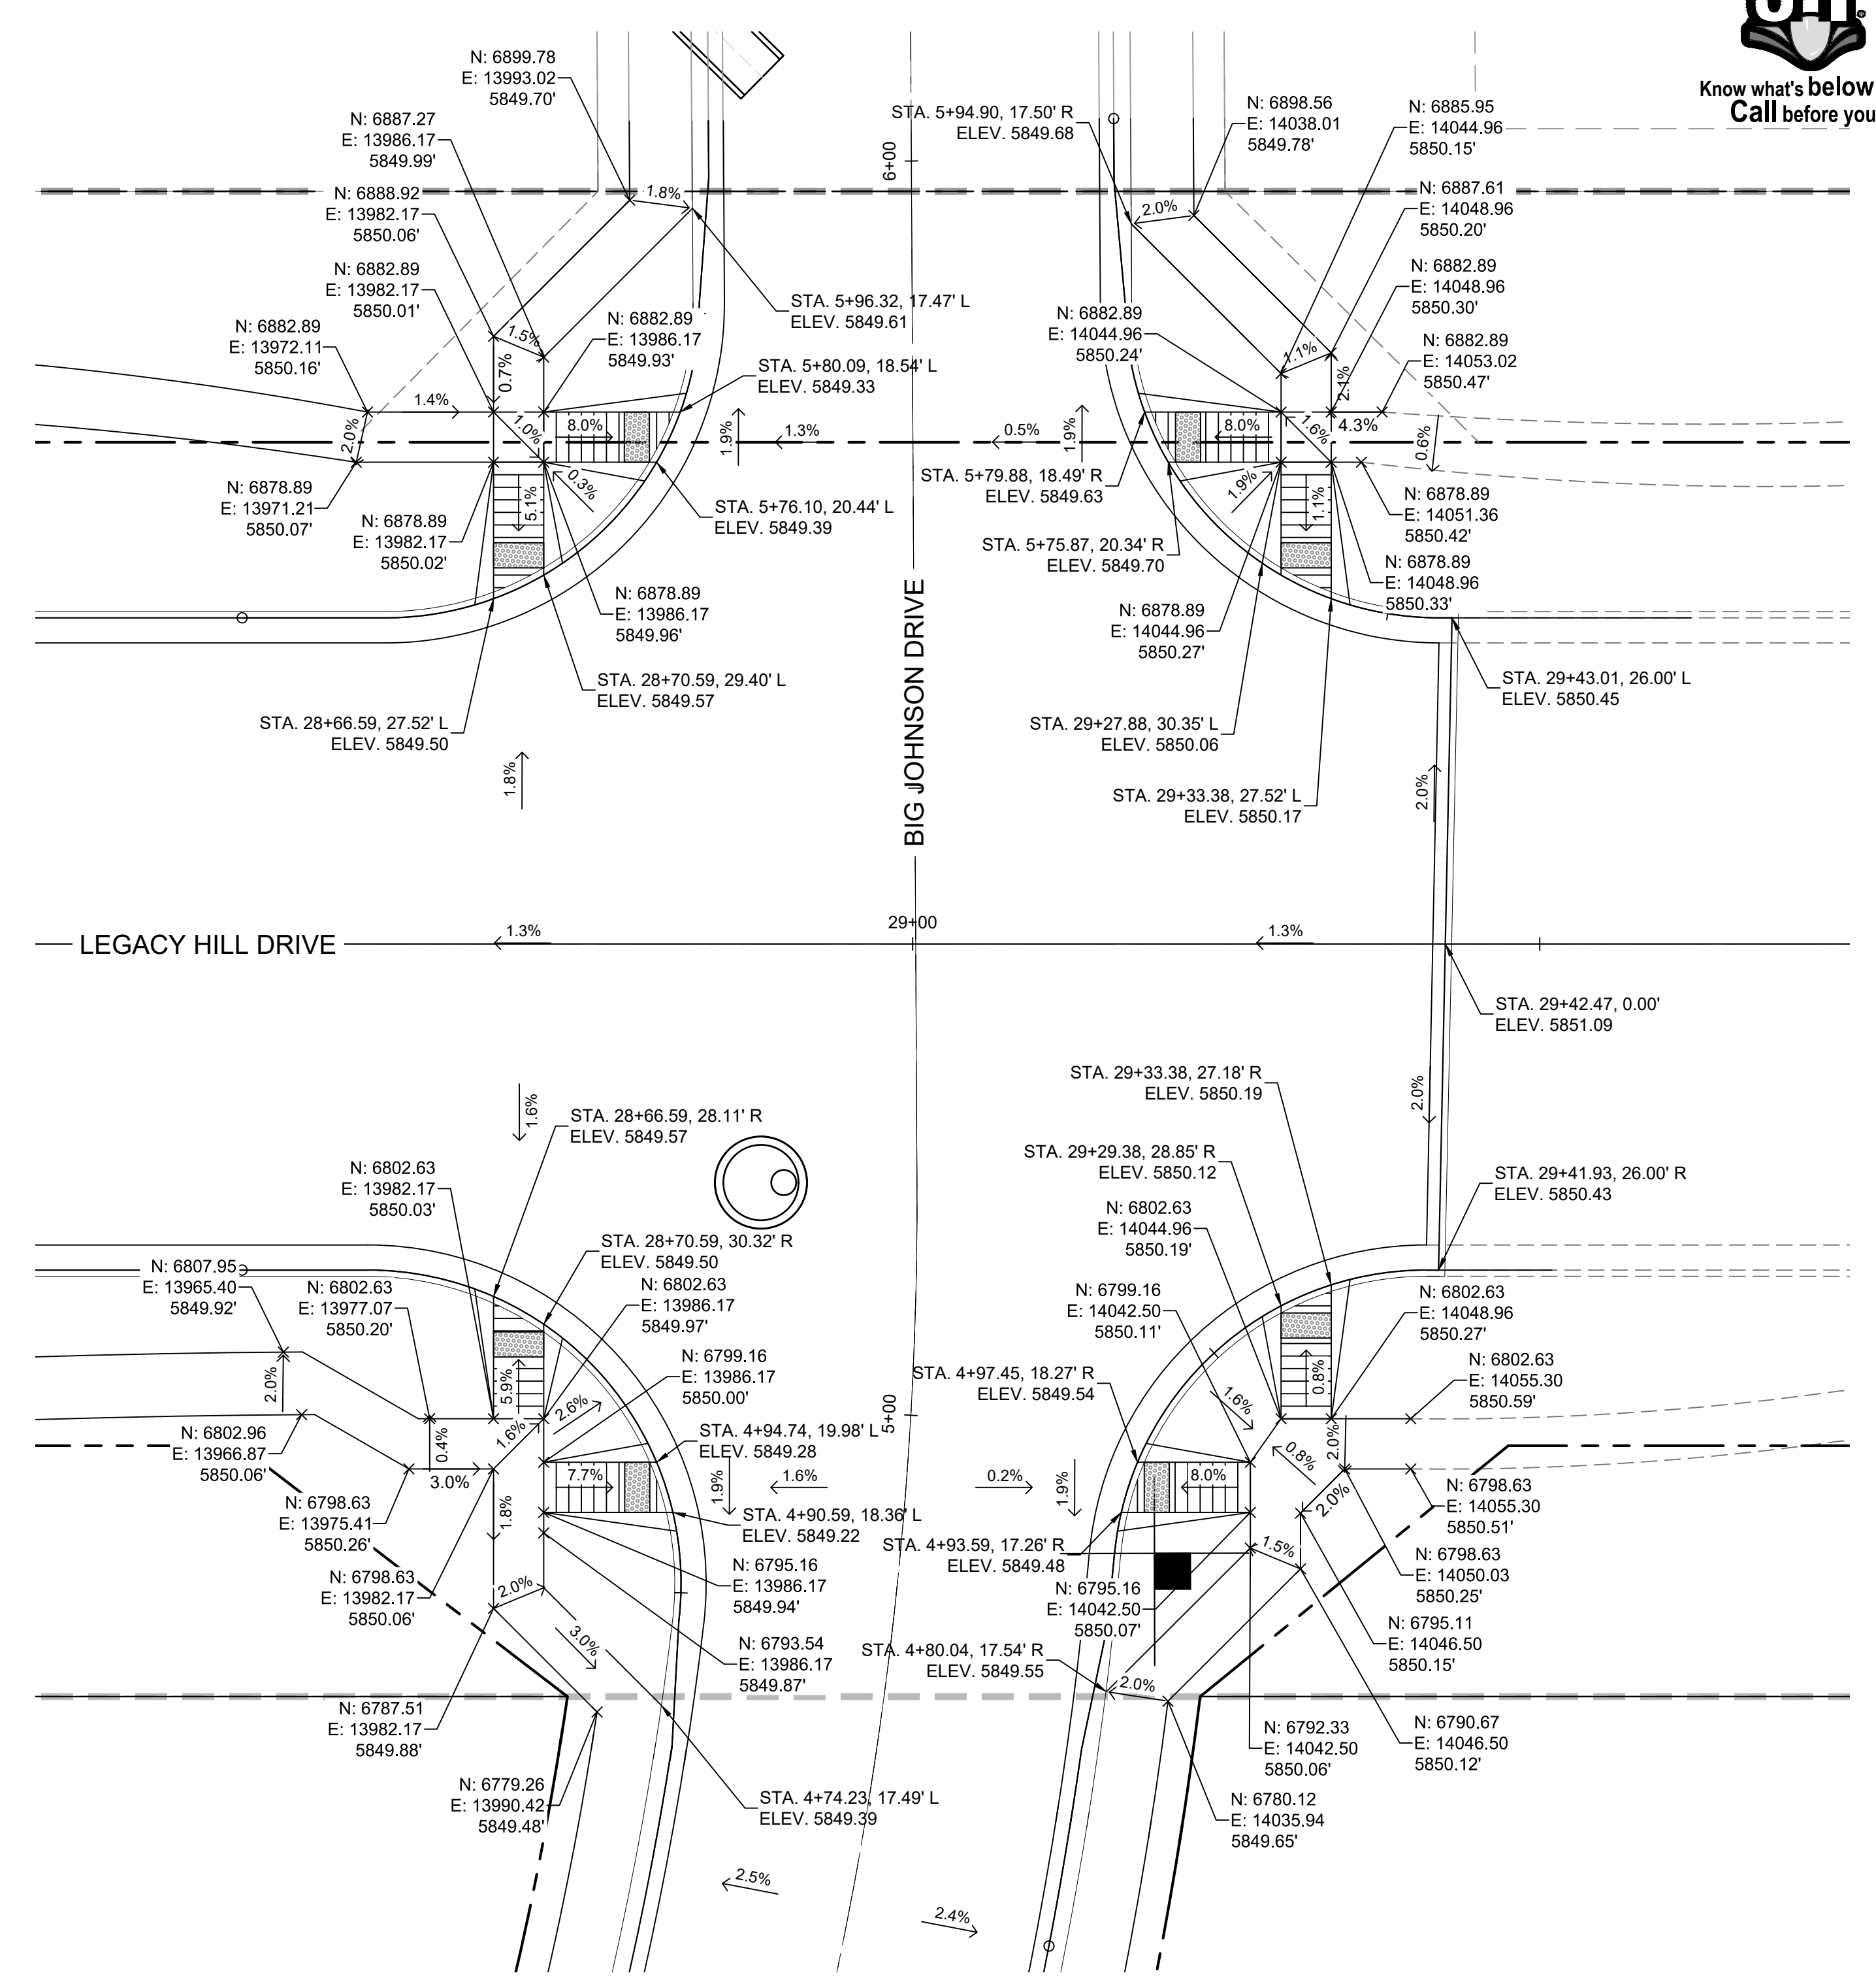 Know what's below
Call before you
N: 6899.78
E: 13993.02
5849.70'
N: 6887.27
E: 13986.17
5849.99'
N: 6888.92
E: 13982.17
5850.06'
N: 6882.89
E: 13982.17
5850.01'
N: 6882.89
E: 13972.11
5850.16'
N: 6882.89
E: 13986.17
5849.93'
STA. 5+96.32, 17.47' L
ELEV. 5849.61
STA. 5+80.09, 18.54' L
ELEV. 5849.33
STA. 5+76.10, 20.44' L
ELEV. 5849.39
N: 6878.89
E: 13971.21
5850.07'
N: 6878.89
E: 13982.17
5850.02'
N: 6878.89
E: 13986.17
5849.96'
STA. 28+70.59, 29.40' L
ELEV. 5849.57
STA. 28+66.59, 27.52' L
ELEV. 5849.50
1.8%
1.5%
0.7%
1.4%
2.0%
1.0%
8.0%
5.1%
0.3%
1.9%
1.3%
1.8%
6+00
STA. 5+94.90, 17.50' R
ELEV. 5849.68
N: 6898.56
E: 14038.01
5849.78'
N: 6885.95
E: 14044.96
5850.15'
N: 6887.61
E: 14048.96
5850.20'
N: 6882.89
E: 14048.96
5850.30'
N: 6882.89
E: 14053.02
5850.47'
N: 6882.89
E: 14044.96
5850.24'
STA. 5+79.88, 18.49' R
ELEV. 5849.63
STA. 5+75.87, 20.34' R
ELEV. 5849.70
N: 6878.89
E: 14051.36
5850.42'
N: 6878.89
E: 14048.96
5850.33'
N: 6878.89
E: 14044.96
5850.27'
STA. 29+27.88, 30.35' L
ELEV. 5850.06
STA. 29+33.38, 27.52' L
ELEV. 5850.17
STA. 29+43.01, 26.00' L
ELEV. 5850.45
2.0%
1.1%
2.1%
0.5%
1.9%
8.0%
1.6%
4.3%
0.6%
1.9%
1.1%
2.0%
BIG JOHNSON DRIVE
29+00
LEGACY HILL DRIVE
1.3%
1.3%
STA. 29+42.47, 0.00'
ELEV. 5851.09
1.6%
STA. 28+66.59, 28.11' R
ELEV. 5849.57
N: 6802.63
E: 13982.17
5850.03'
STA. 28+70.59, 30.32' R
ELEV. 5849.50
N: 6807.95
E: 13965.40
5849.92'
N: 6802.63
E: 13977.07
5850.20'
N: 6802.63
E: 13986.17
5849.97'
N: 6799.16
E: 13986.17
5850.00'
STA. 4+94.74, 19.98' L
ELEV. 5849.28
STA. 4+90.59, 18.36' L
ELEV. 5849.22
N: 6802.96
E: 13966.87
5850.06'
N: 6798.63
E: 13975.41
5850.26'
N: 6798.63
E: 13982.17
5850.06'
N: 6795.16
E: 13986.17
5849.94'
N: 6793.54
E: 13986.17
5849.87'
N: 6787.51
E: 13982.17
5849.88'
N: 6779.26
E: 13990.42
5849.48'
STA. 4+74.23, 17.49' L
ELEV. 5849.39
2.0%
5.9%
2.6%
1.6%
0.4%
3.0%
7.7%
1.8%
1.9%
1.6%
2.0%
3.0%
2.5%
2.4%
5+00
STA. 29+33.38, 27.18' R
ELEV. 5850.19
STA. 29+29.38, 28.85' R
ELEV. 5850.12
STA. 29+41.93, 26.00' R
ELEV. 5850.43
N: 6802.63
E: 14044.96
5850.19'
N: 6799.16
E: 14042.50
5850.11'
N: 6802.63
E: 14048.96
5850.27'
N: 6802.63
E: 14055.30
5850.59'
STA. 4+97.45, 18.27' R
ELEV. 5849.54
STA. 4+93.59, 17.26' R
ELEV. 5849.48
N: 6795.16
E: 14042.50
5850.07'
STA. 4+80.04, 17.54' R
ELEV. 5849.55
N: 6798.63
E: 14055.30
5850.51'
N: 6798.63
E: 14050.03
5850.25'
N: 6795.11
E: 14046.50
5850.15'
N: 6790.67
E: 14046.50
5850.12'
N: 6792.33
E: 14042.50
5850.06'
N: 6780.12
E: 14035.94
5849.65'
2.0%
0.8%
1.6%
2.0%
0.8%
8.0%
0.2%
1.9%
2.0%
1.5%
2.0%